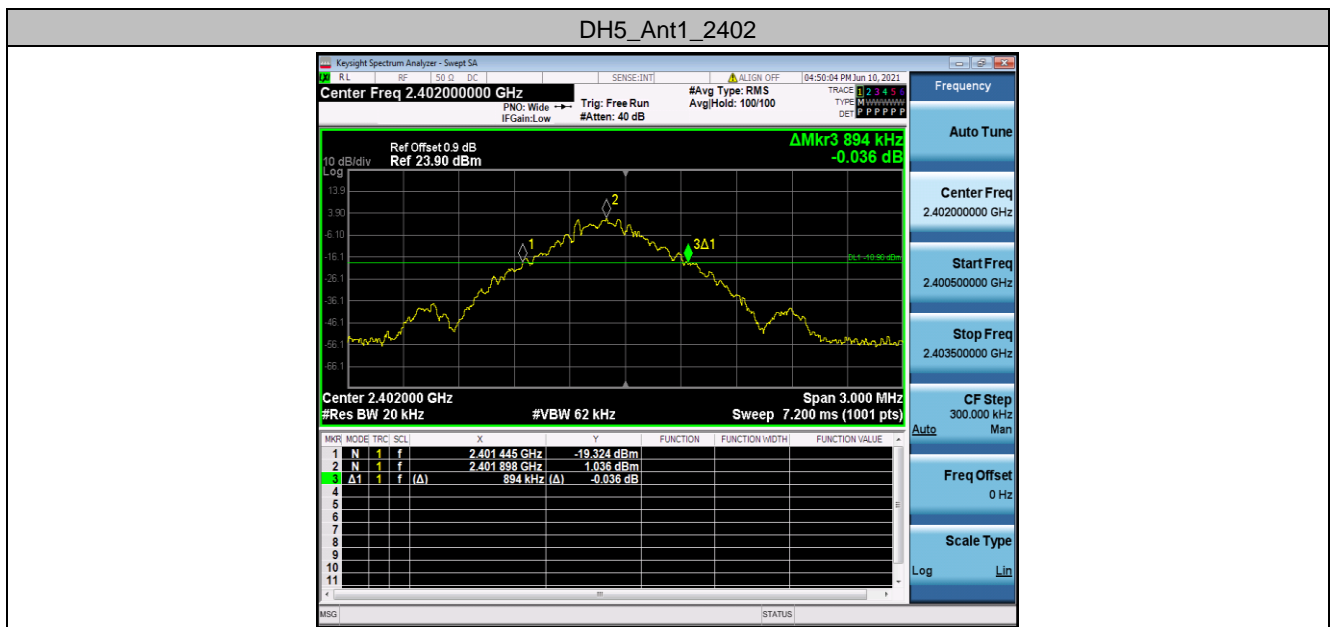 DH5_Ant1_2402
Keysight Spectrum Analyzer - Swept SA
RL RF 50 Ω DC SENSE:INT ALIGN OFF 04:50:04 PM Jun 10, 2021
Center Freq 2.402000000 GHz
PNO: Wide
IFGain:Low
Trig: Free Run
#Atten: 40 dB
#Avg Type: RMS
Avg|Hold: 100/100
TRACE 1 2 3 4 5 6
TYPE M WWWWW
DET P P P P P P
ΔMkr3 894 kHz
-0.036 dB
Ref Offset 0.9 dB
10 dB/div Ref 23.90 dBm
Log
13.9
3.90
-6.10
-16.1
-26.1
-36.1
-46.1
-56.1
-66.1
1
2
3Δ1
Center 2.402000 GHz Span 3.000 MHz
#Res BW 20 kHz #VBW 62 kHz Sweep 7.200 ms (1001 pts)
MKR MODE TRC SCL X Y FUNCTION FUNCTION WIDTH FUNCTION VALUE
1 N 1 f 2.401 445 GHz -19.324 dBm
2 N 1 f 2.401 898 GHz 1.036 dBm
3 Δ1 1 f (Δ) 894 kHz (Δ) -0.036 dB
4
5
6
7
8
9
10
11
MSG STATUS
Frequency
Auto Tune
Center Freq
2.402000000 GHz
Start Freq
2.400500000 GHz
Stop Freq
2.403500000 GHz
CF Step
300.000 kHz
Auto Man
Freq Offset
0 Hz
Scale Type
Log Lin